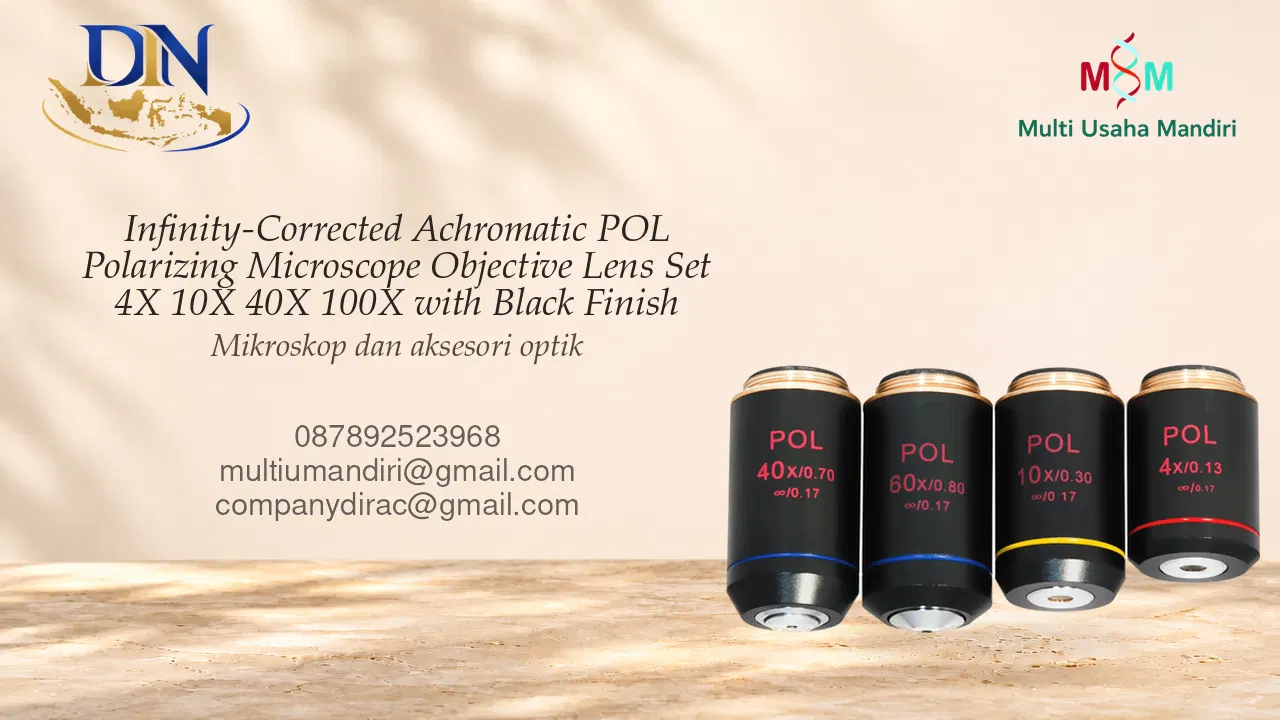 DIN
M M
Multi Usaha Mandiri
Infinity-Corrected Achromatic POL
Polarizing Microscope Objective Lens Set
4X 10X 40X 100X with Black Finish
Mikroskop dan aksesori optik
087892523968
multiumandiri@gmail.com
companydirac@gmail.com
POL
40X/0.70
∞/0.17
POL
60X/0.80
∞/0.17
POL
10X/0.30
∞/0.17
POL
4X/0.13
∞/0.17